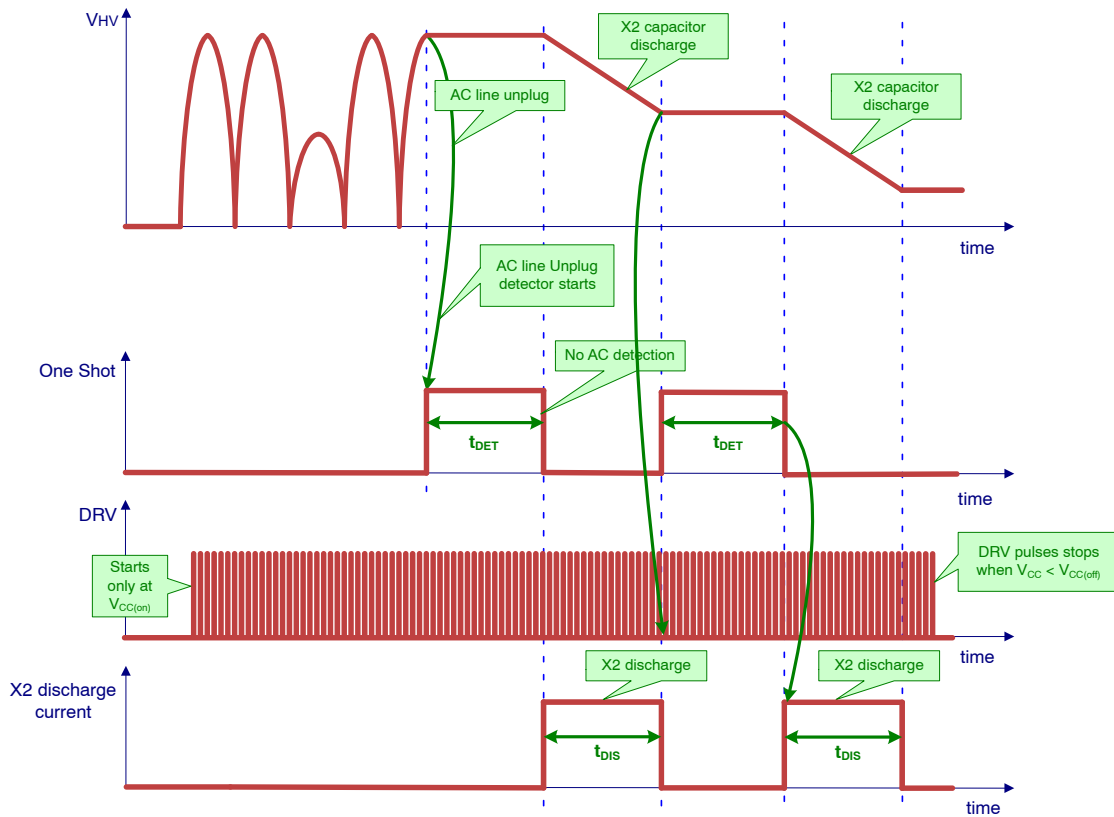 VHV
X2 capacitor
discharge
X2 capacitor
discharge
AC line unplug
time
AC line Unplug
detector starts
One Shot
No AC detection
tDET
tDET
time
DRV
Starts
only at
VCC(on)
DRV pulses stops
when VCC < VCC(off)
time
X2 discharge
current
X2 discharge
X2 discharge
tDIS
tDIS
time